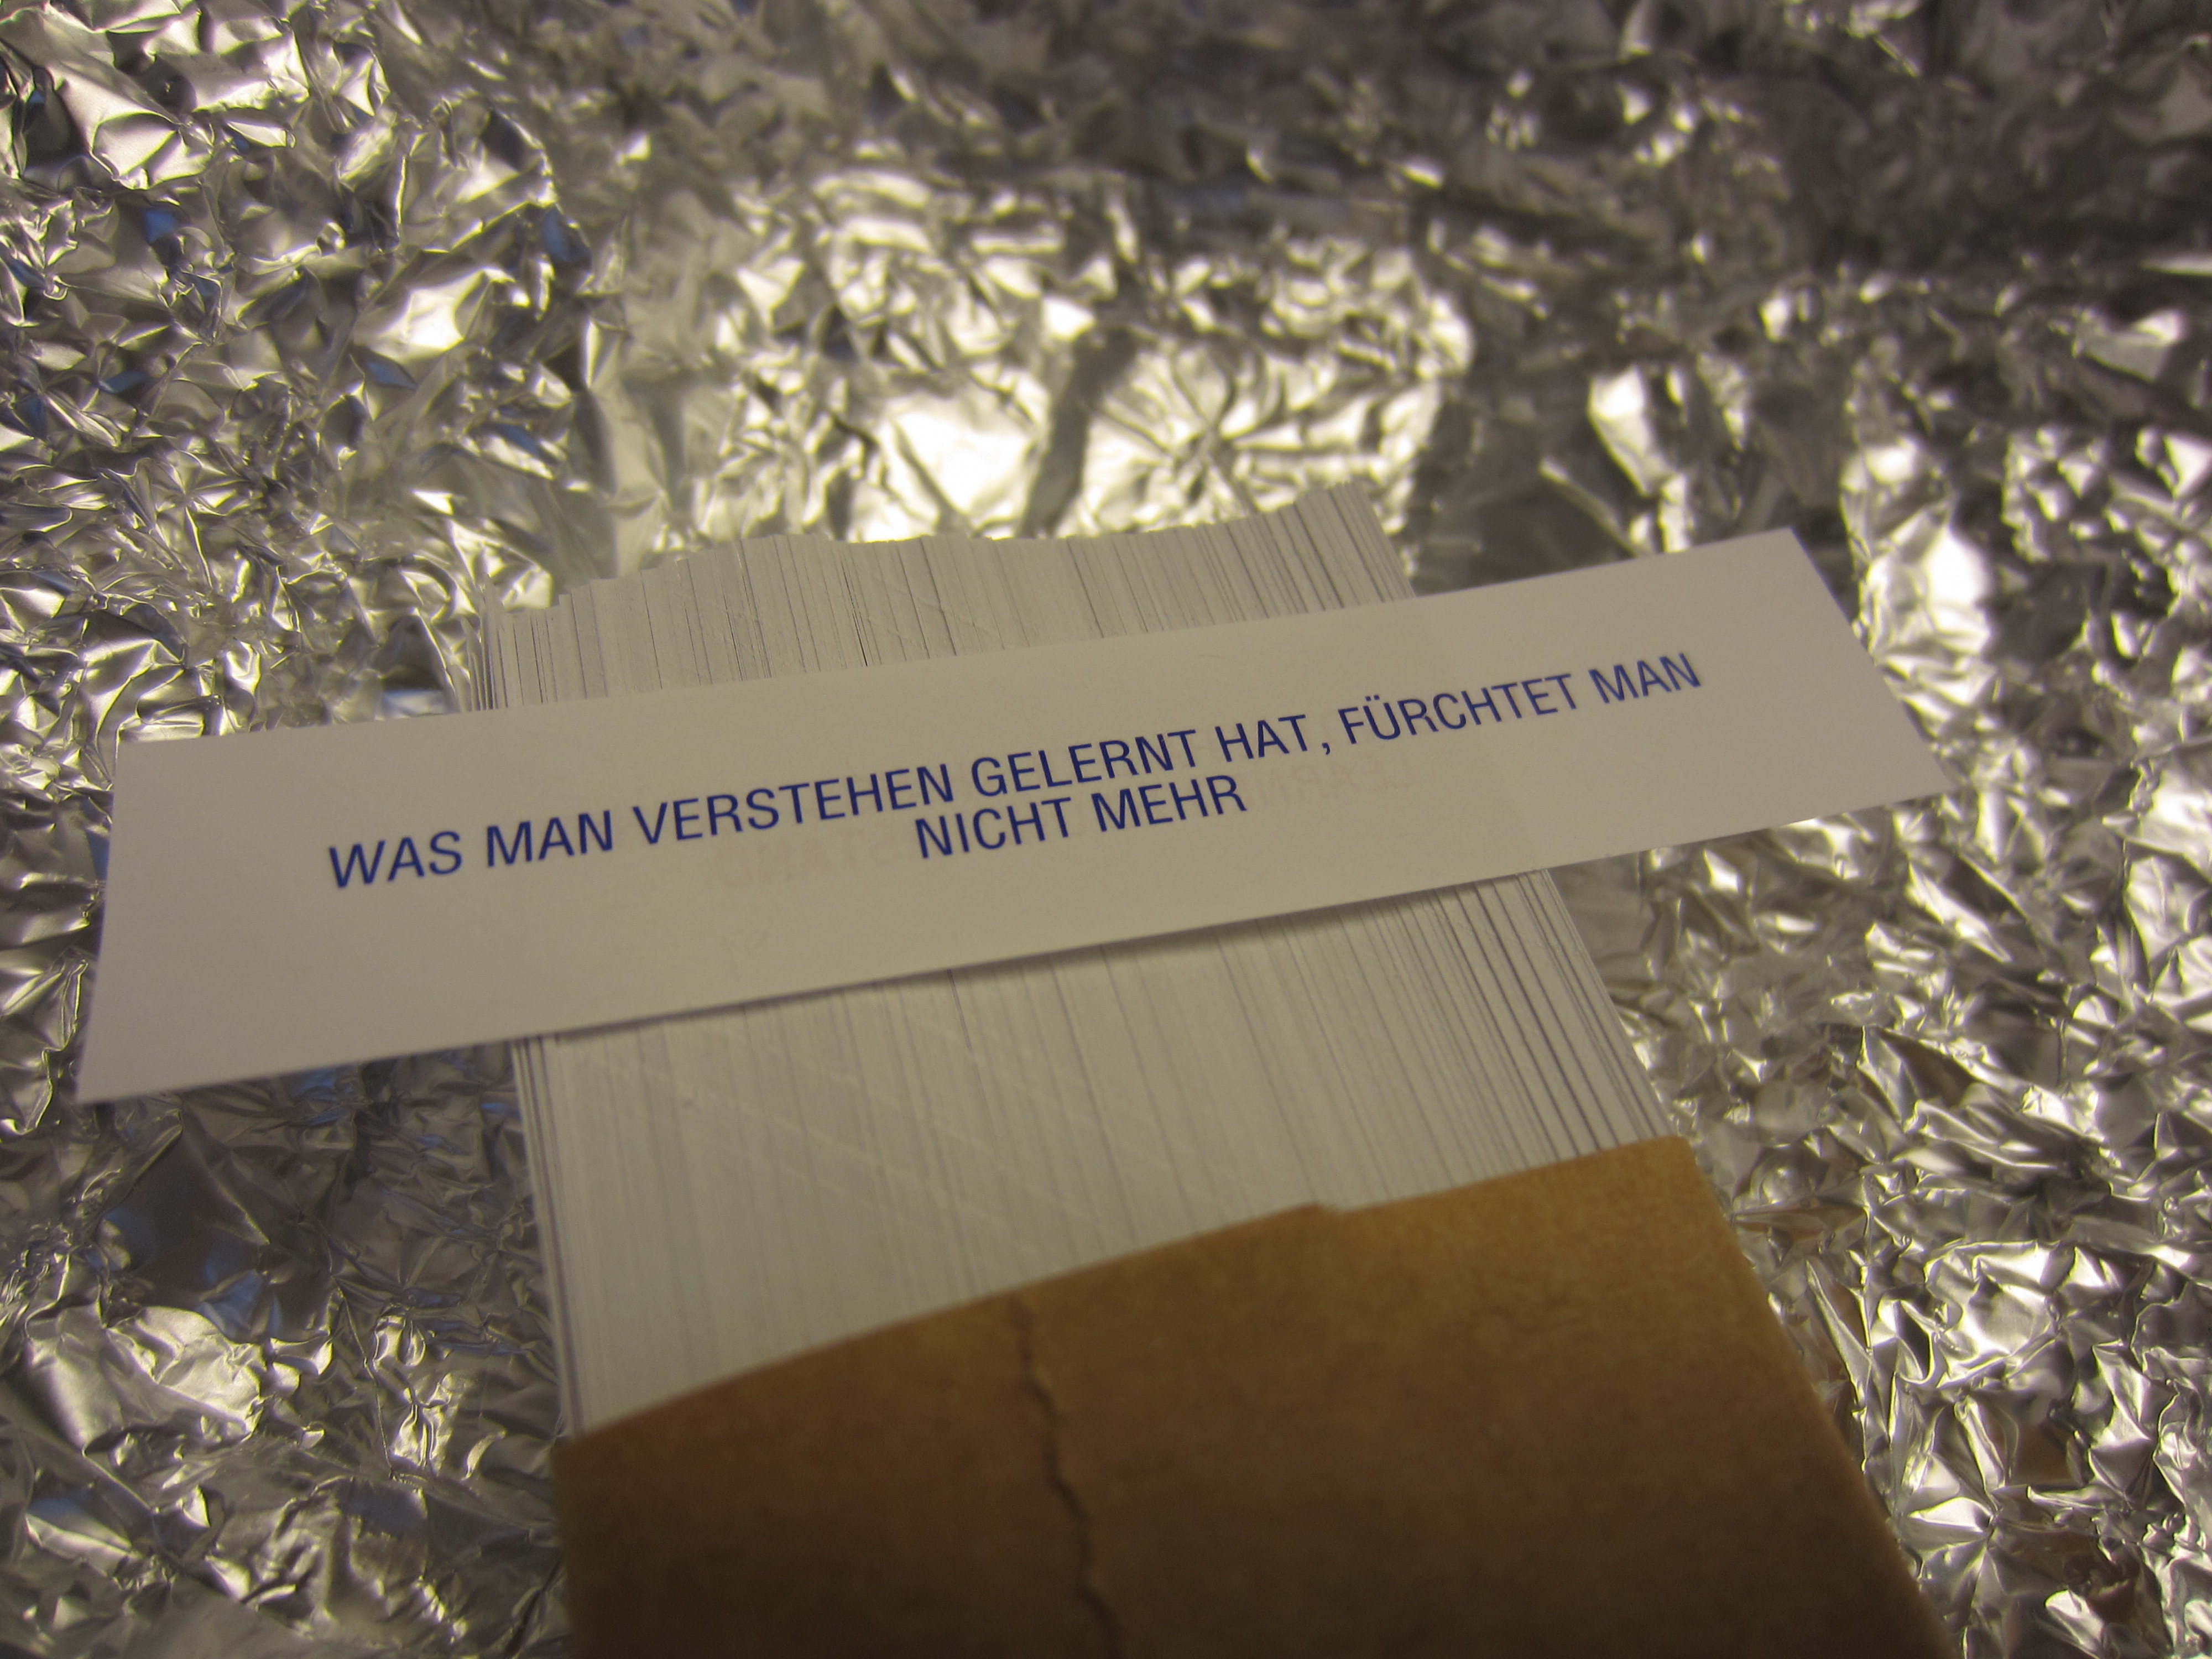 WAS MAN VERSTEHEN GELERNT HAT, FÜRCHTET MAN
NICHT MEHR